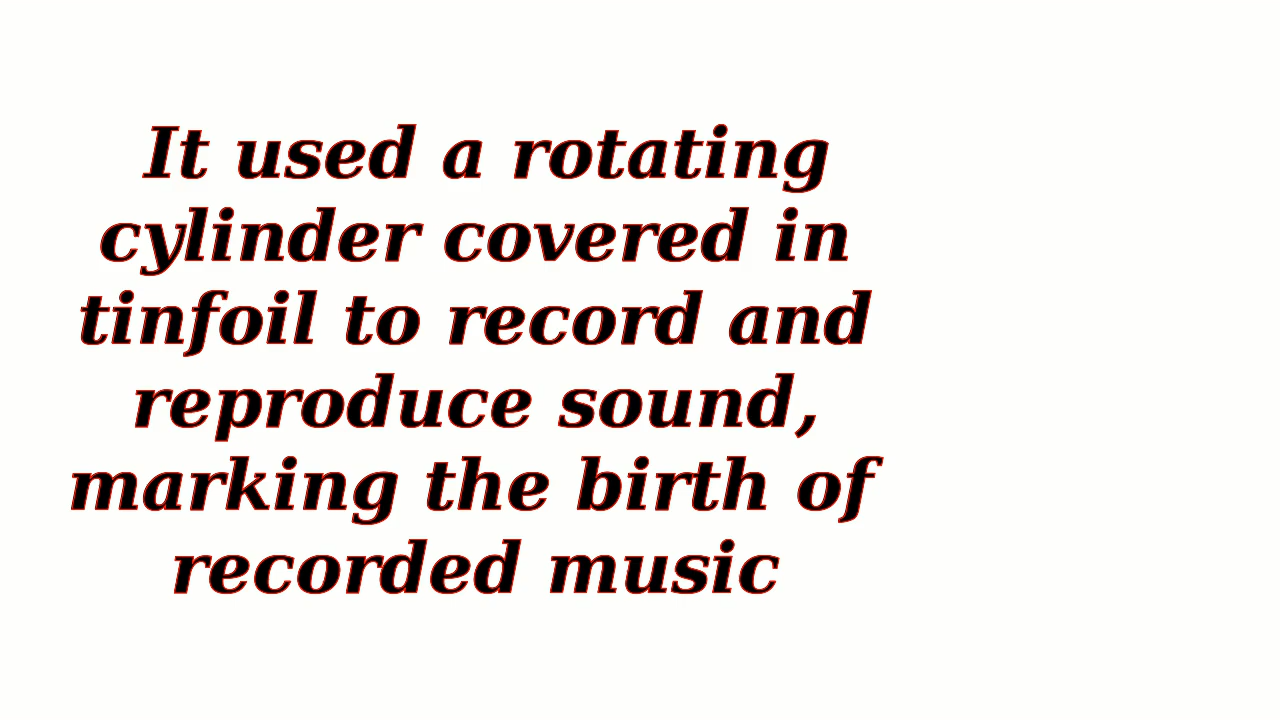 It used a rotating
cylinder covered in
tinfoil to record and
reproduce sound,
marking the birth of
recorded music